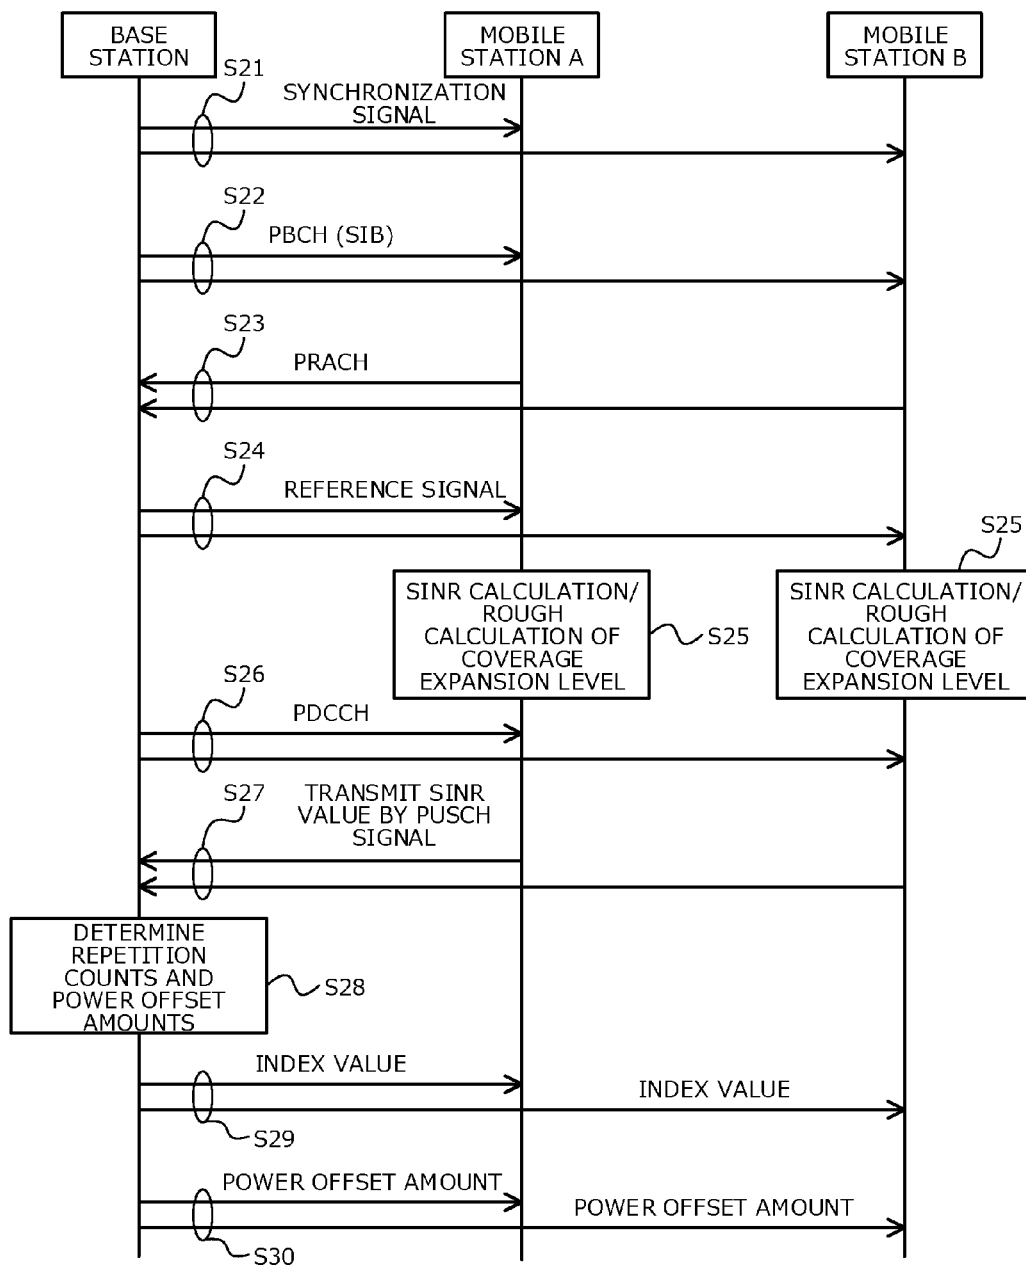 BASE
STATION
MOBILE
STATION A
MOBILE
STATION B
S21
SYNCHRONIZATION
SIGNAL
S22
PBCH (SIB)
S23
PRACH
S24
REFERENCE SIGNAL
S25
SINR CALCULATION/
ROUGH
CALCULATION OF
COVERAGE
EXPANSION LEVEL
S25
SINR CALCULATION/
ROUGH
CALCULATION OF
COVERAGE
EXPANSION LEVEL
S26
PDCCH
S27
TRANSMIT SINR
VALUE BY PUSCH
SIGNAL
DETERMINE
REPETITION
COUNTS AND
POWER OFFSET
AMOUNTS
S28
INDEX VALUE
INDEX VALUE
S29
POWER OFFSET AMOUNT
POWER OFFSET AMOUNT
S30